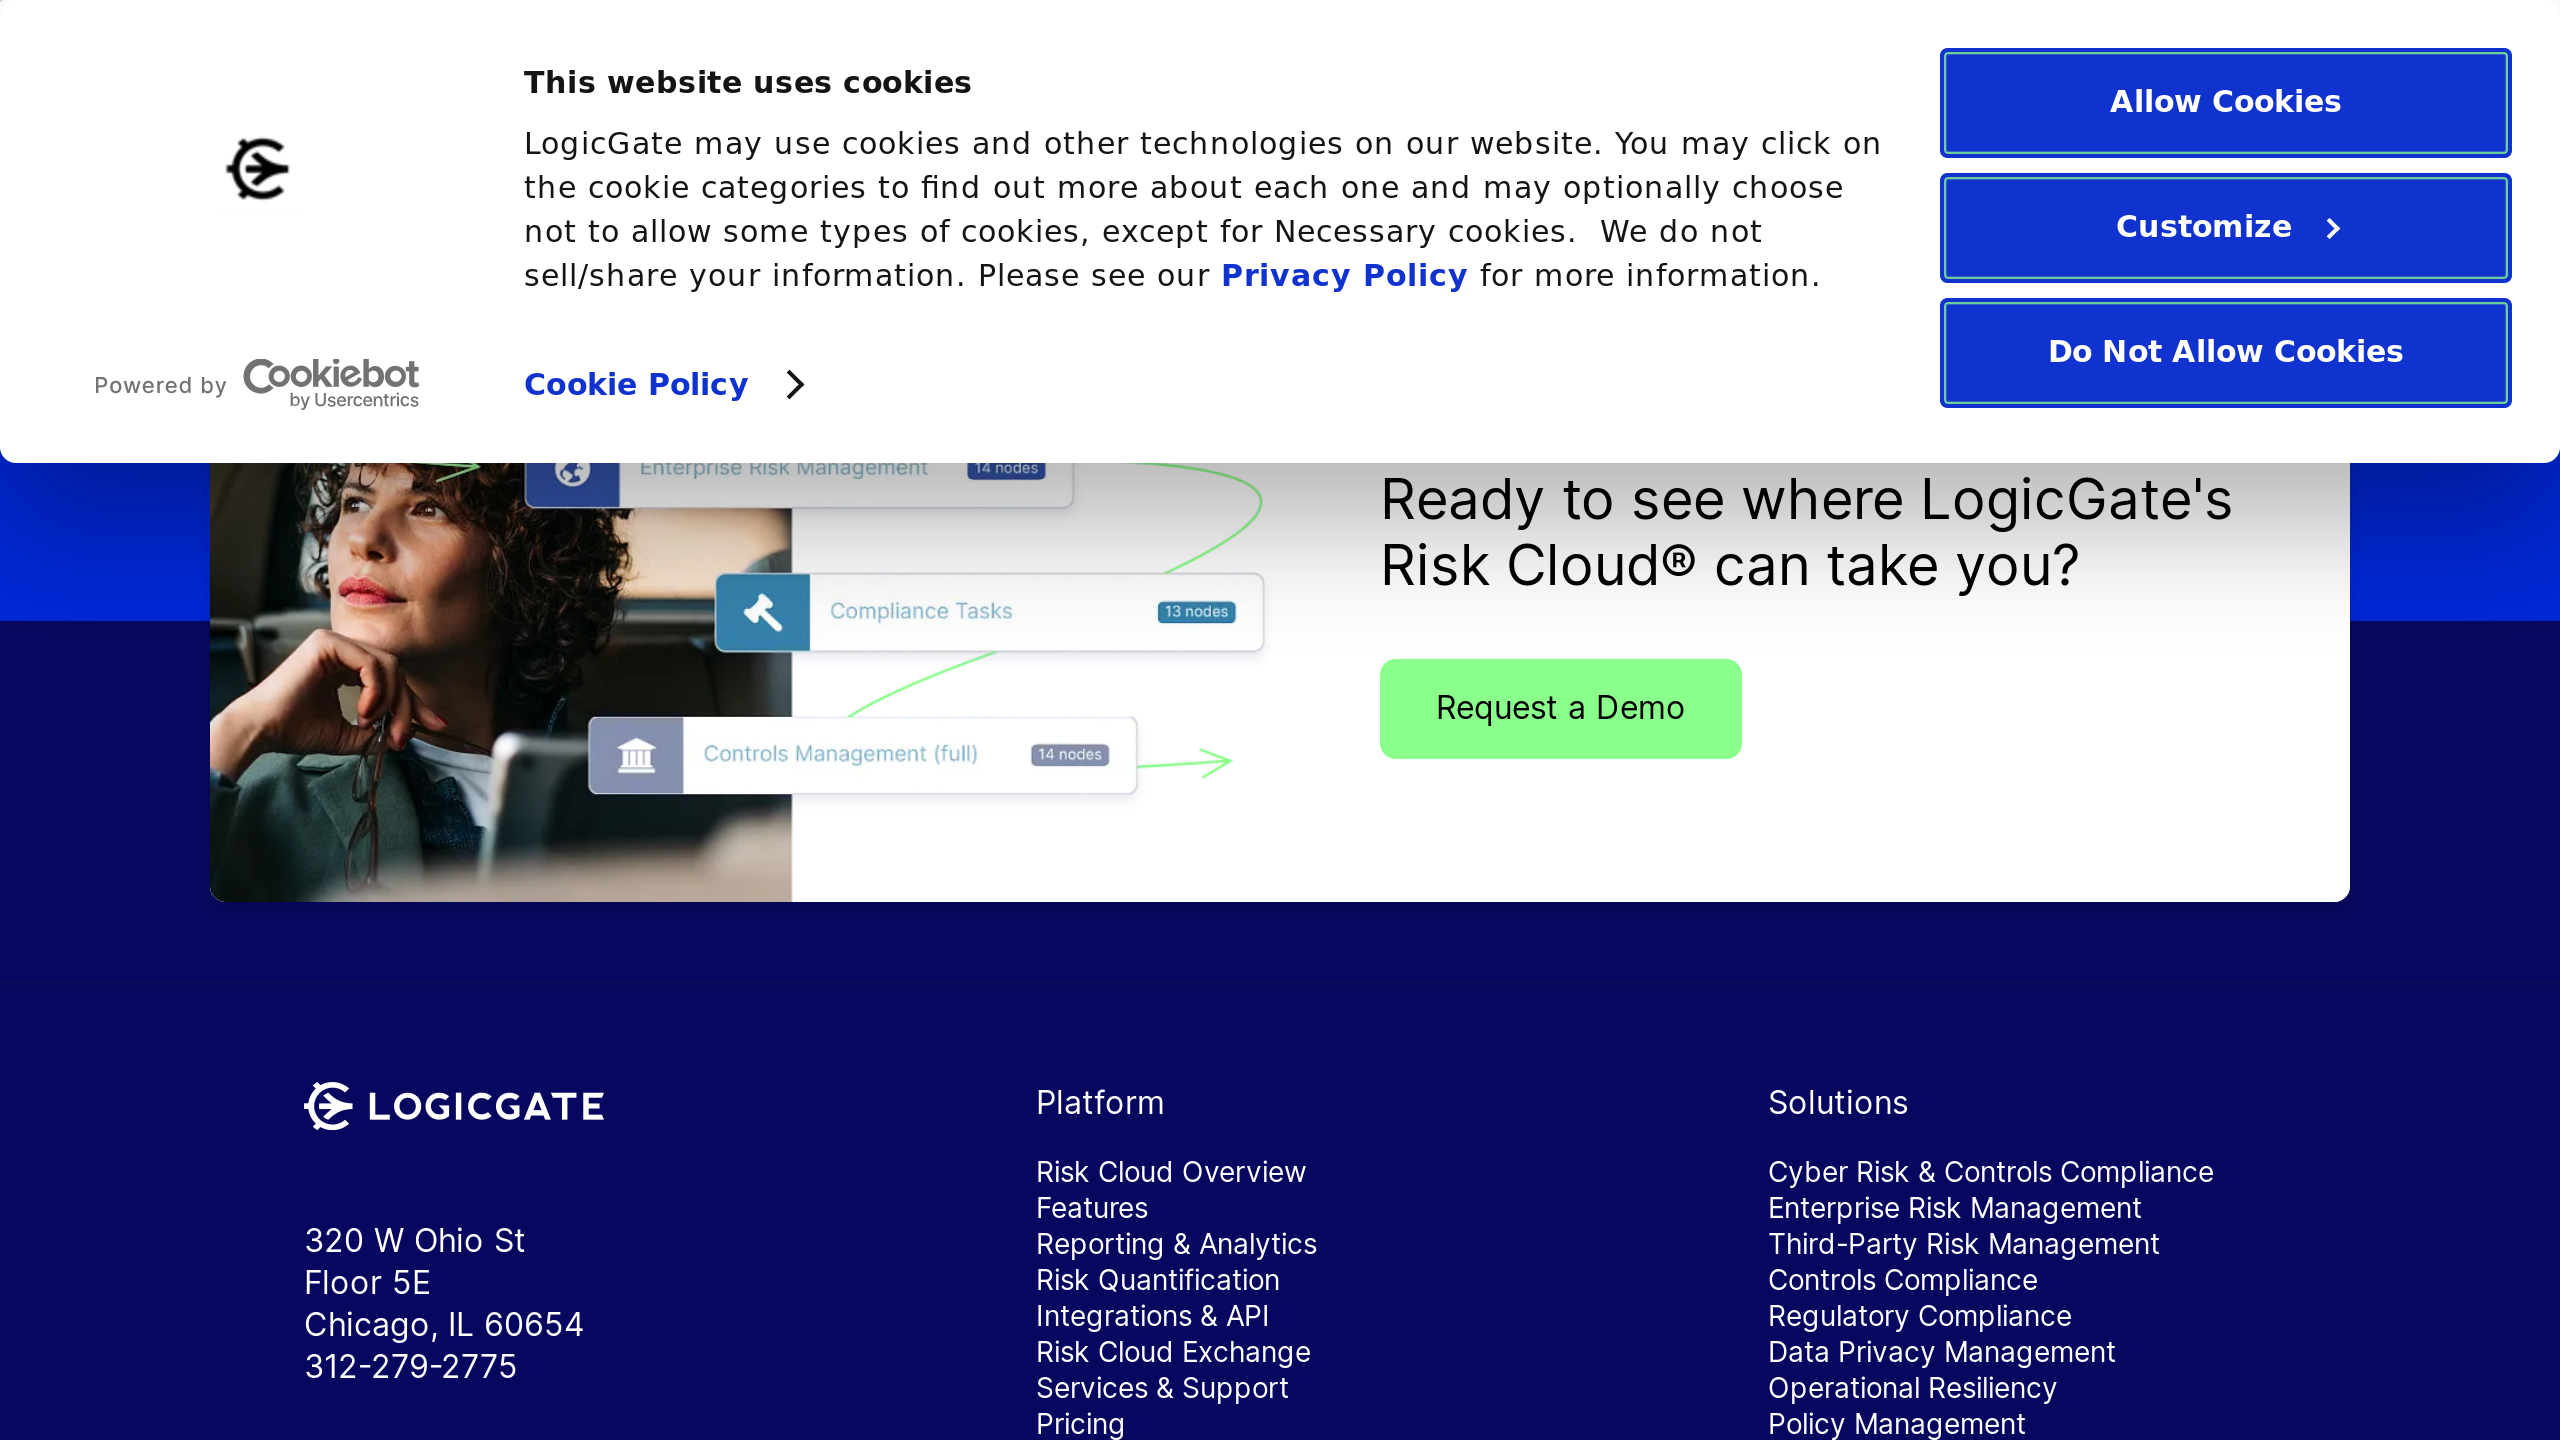 This website uses cookies
LogicGate may use cookies and other technologies on our website. You may click on
the cookie categories to find out more about each one and may optionally choose
not to allow some types of cookies, except for Necessary cookies.  We do not
sell/share your information. Please see our Privacy Policy for more information.
Powered by Cookiebot
by Usercentrics
Cookie Policy
Allow Cookies
Customize
Do Not Allow Cookies
Enterprise Risk Management 14 nodes
Compliance Tasks 13 nodes
Controls Management (full) 14 nodes
Ready to see where LogicGate's
Risk Cloud® can take you?
Request a Demo
LOGICGATE
320 W Ohio St
Floor 5E
Chicago, IL 60654
312-279-2775
Platform
Risk Cloud Overview
Features
Reporting & Analytics
Risk Quantification
Integrations & API
Risk Cloud Exchange
Services & Support
Pricing
Solutions
Cyber Risk & Controls Compliance
Enterprise Risk Management
Third-Party Risk Management
Controls Compliance
Regulatory Compliance
Data Privacy Management
Operational Resiliency
Policy Management